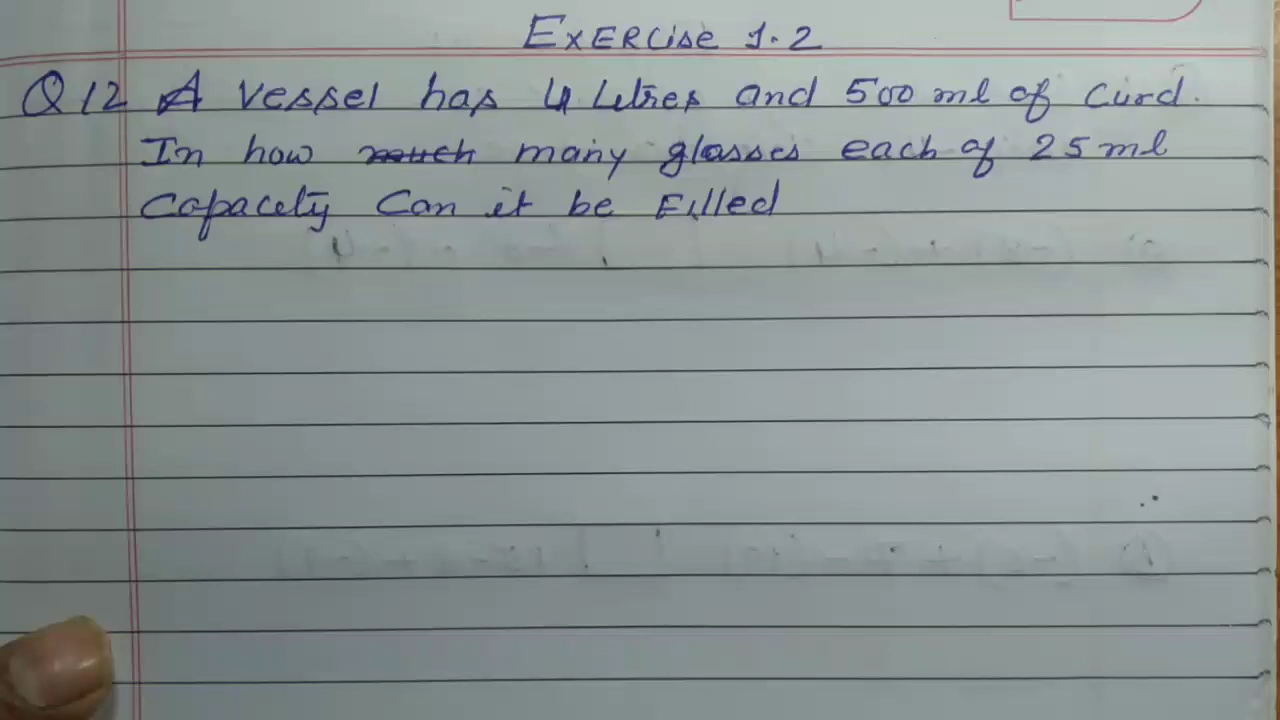 Exercise 1.2
Q12 A vessel has 4 litres and 500 ml of curd.
In how much many glasses each of 25 ml
capacity can it be filled